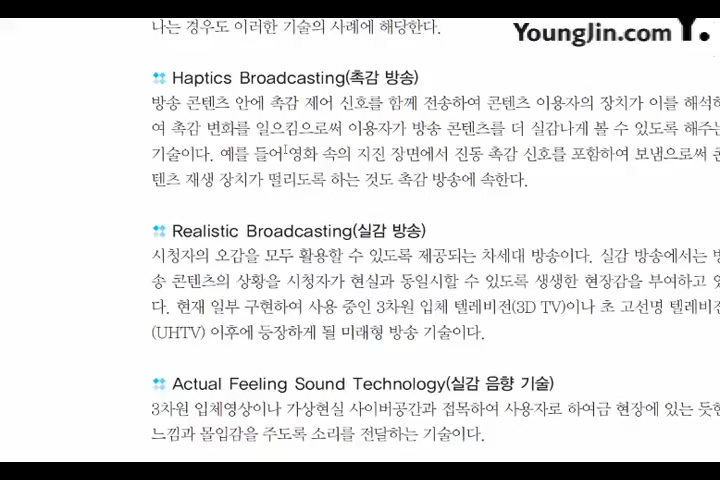 나는 경우도 이러한 기술의 사례에 해당한다.
YoungJin.com Y.
Haptics Broadcasting(촉감 방송)
방송 콘텐츠 안에 촉감 제어 신호를 함께 전송하여 콘텐츠 이용자의 장치가 이를 해석하
여 촉감 변화를 일으킴으로써 이용자가 방송 콘텐츠를 더 실감나게 볼 수 있도록 해주는
기술이다. 예를 들어 영화 속의 지진 장면에서 진동 촉감 신호를 포함하여 보냄으로써 콘
텐츠 재생 장치가 떨리도록 하는 것도 촉감 방송에 속한다.
Realistic Broadcasting(실감 방송)
시청자의 오감을 모두 활용할 수 있도록 제공되는 차세대 방송이다. 실감 방송에서는 방
송 콘텐츠의 상황을 시청자가 현실과 동일시할 수 있도록 생생한 현장감을 부여하고 있
다. 현재 일부 구현하여 사용 중인 3차원 입체 텔레비전(3D TV)이나 초 고선명 텔레비전
(UHTV) 이후에 등장하게 될 미래형 방송 기술이다.
Actual Feeling Sound Technology(실감 음향 기술)
3차원 입체영상이나 가상현실 사이버공간과 접목하여 사용자로 하여금 현장에 있는 듯한
느낌과 몰입감을 주도록 소리를 전달하는 기술이다.